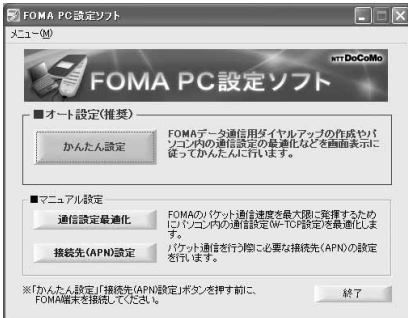 FOMA PC設定ソフト
メニュー(M)
NTT DoCoMo
FOMA PC設定ソフト
■オート設定(推奨)
かんたん設定
FOMAデータ通信用ダイヤルアップの作成やパ
ソコン内の通信設定の最適化などを画面表示に
従ってかんたんに行います。
■マニュアル設定
通信設定最適化
FOMAのパケット通信速度を最大限に発揮するため
にパソコン内の通信設定(W-TCP設定)を最適化しま
す。
接続先(APN)設定
パケット通信を行う際に必要な接続先(APN)の設定
を行います。
※「かんたん設定」「接続先(APN)設定」ボタンを押す前に、
FOMA端末を接続してください。
終了